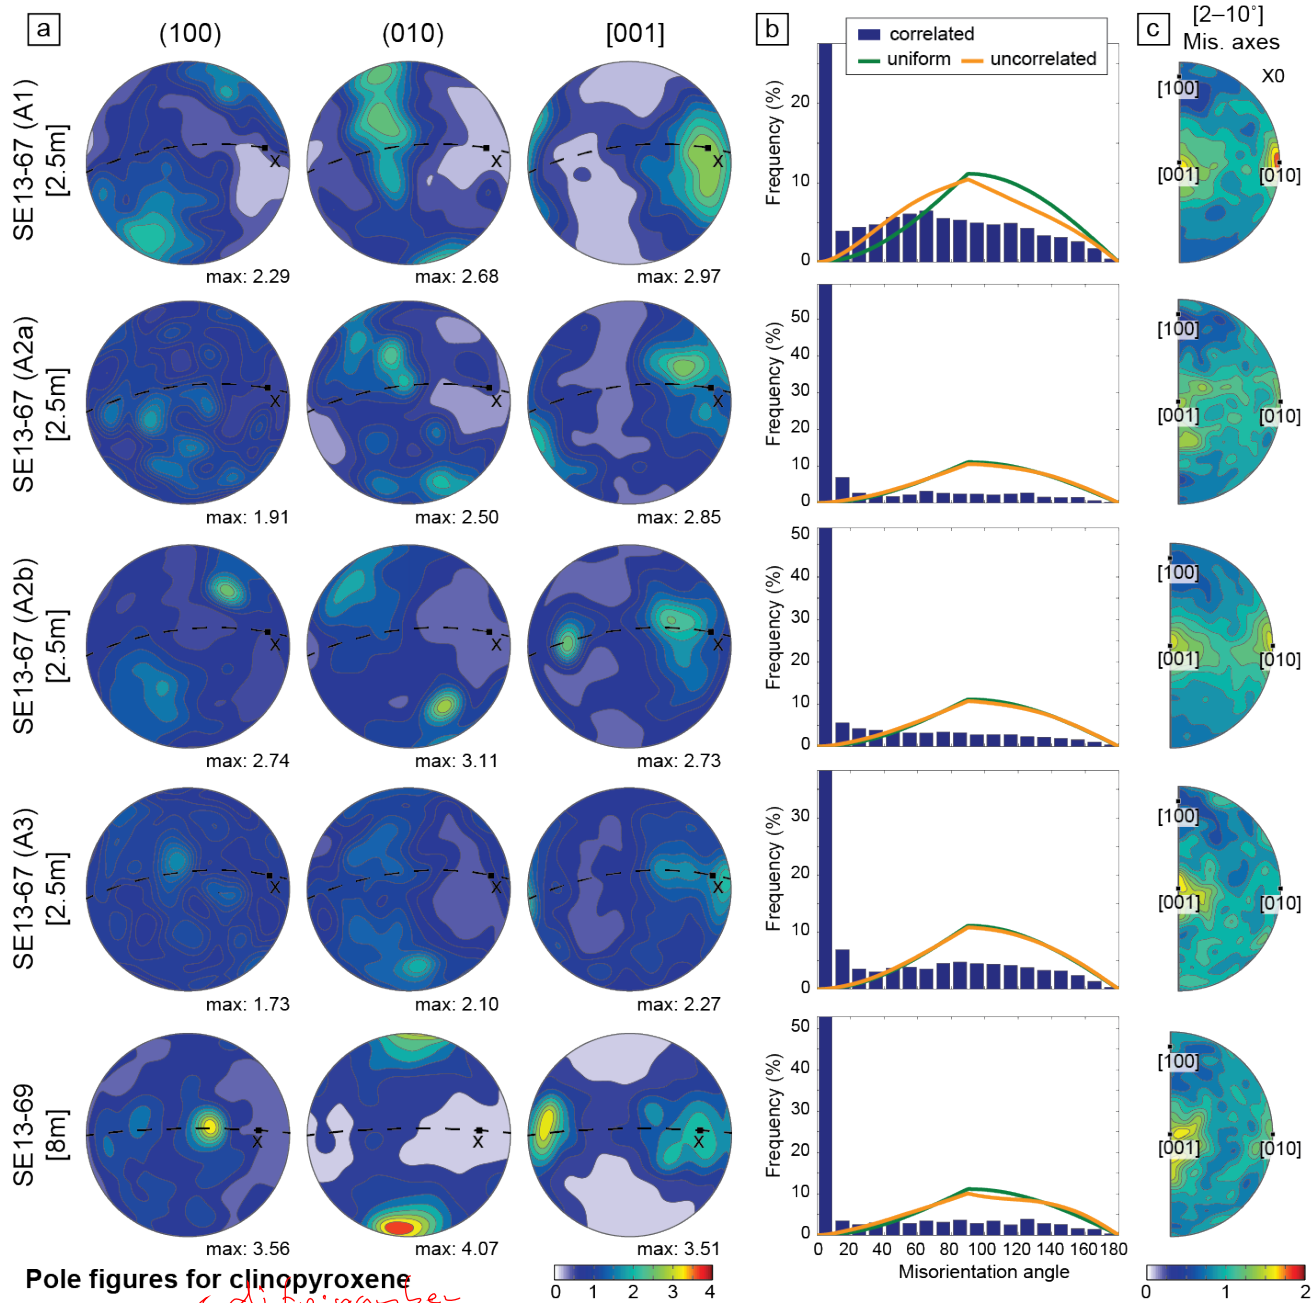 a (100) (010) [001] b correlated uniform uncorrelated c [2–10°] Mis. axes
SE13-67 (A1) [2.5m]
X X X
max: 2.29 max: 2.68 max: 2.97
Frequency (%)
20 10 0
[100] X0 [001] [010]
SE13-67 (A2a) [2.5m]
X X X
max: 1.91 max: 2.50 max: 2.85
Frequency (%)
50 40 30 20 10 0
[100] [001] [010]
SE13-67 (A2b) [2.5m]
X X X
max: 2.74 max: 3.11 max: 2.73
Frequency (%)
50 40 30 20 10 0
[100] [001] [010]
SE13-67 (A3) [2.5m]
X X X
max: 1.73 max: 2.10 max: 2.27
Frequency (%)
30 20 10 0
[100] [001] [010]
SE13-69 [8m]
X X X
max: 3.56 max: 4.07 max: 3.51
Frequency (%)
50 40 30 20 10 0
0 20 40 60 80 100 120 140 160 180
Misorientation angle
[100] [001] [010]
Pole figures for clinopyroxene
0 1 2 3 4
0 1 2